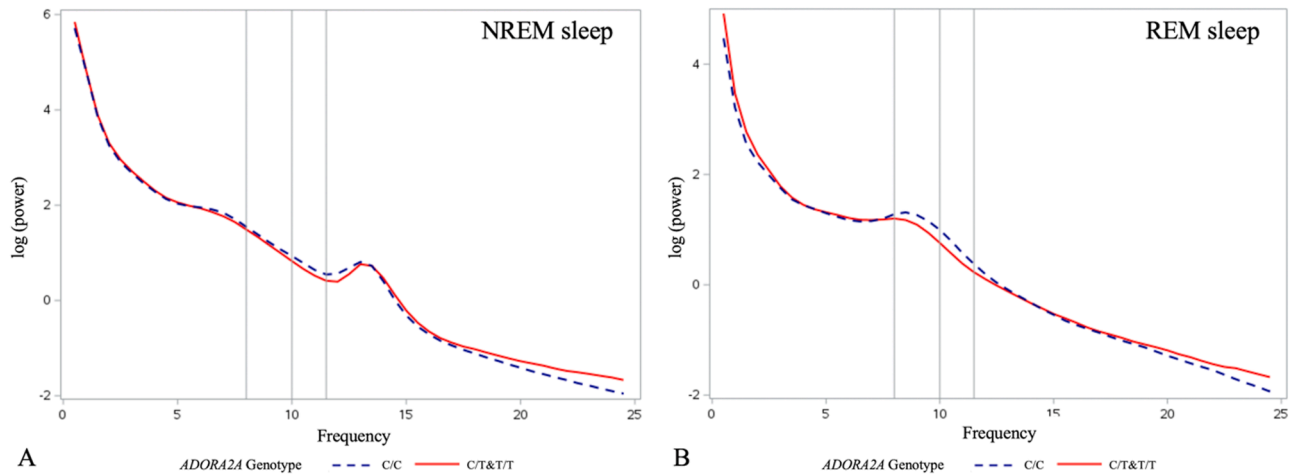 NREM sleep
6
4
2
0
-2
log (power)
0 5 10 15 20 25
Frequency
A
ADORA2A Genotype C/C C/T&T/T
REM sleep
4
2
0
-2
log (power)
0 5 10 15 20 25
Frequency
B
ADORA2A Genotype C/C C/T&T/T